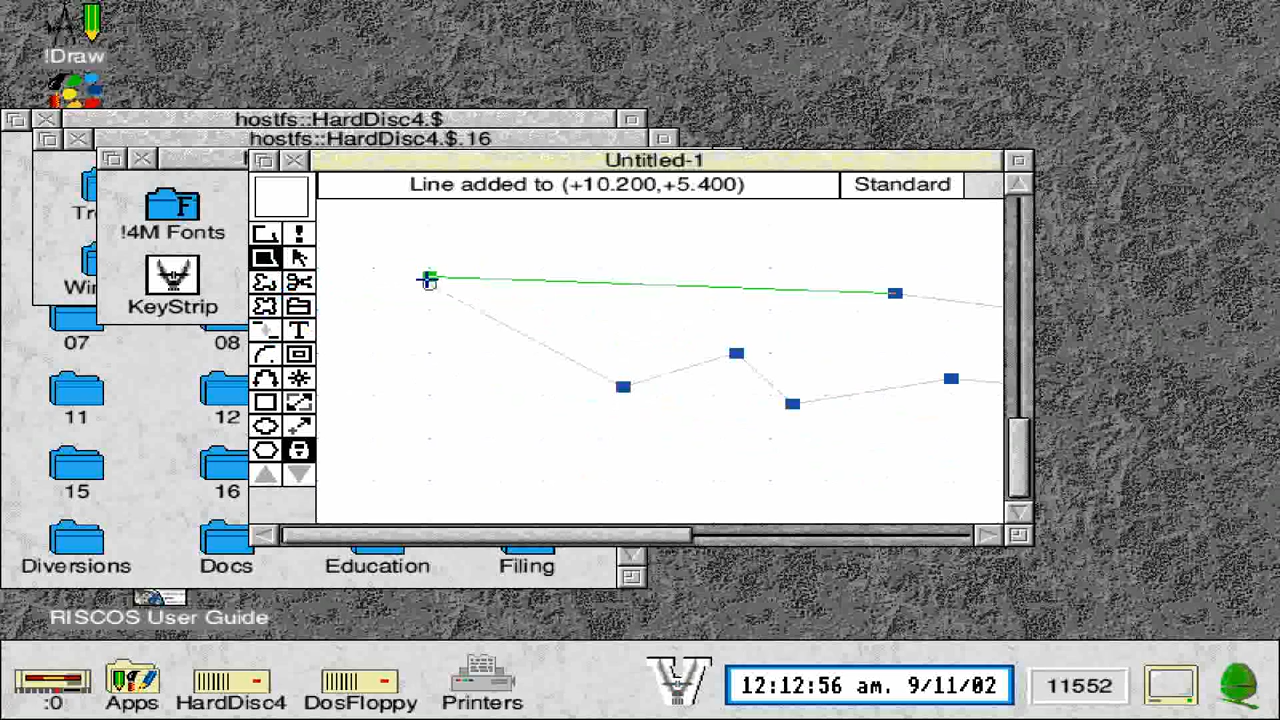 !Draw
hostfs::HardDisc4.$
hostfs::HardDisc4.$.16
Untitled-1
Line added to (+10.200,+5.400)
Standard
!4M Fonts
KeyStrip
07
08
11
12
15
16
Diversions
Docs
Education
Filing
RISCOS User Guide
:0
Apps
HardDisc4
DosFloppy
Printers
12:12:56 am. 9/11/02
11552